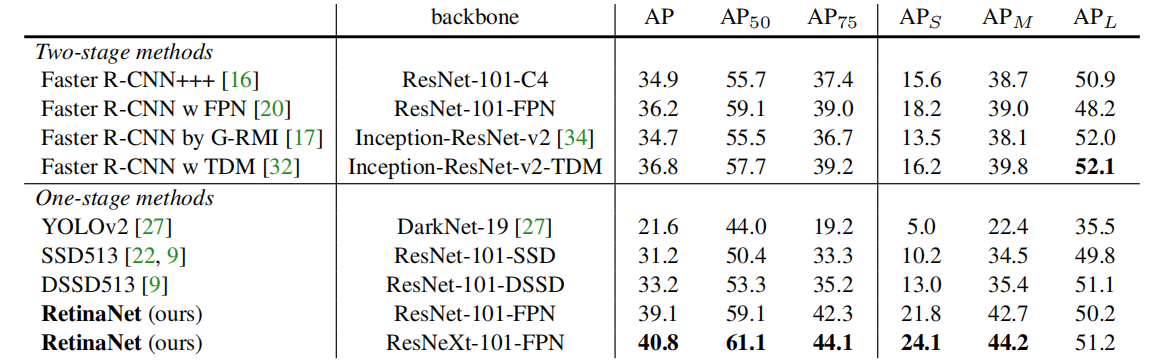 backbone AP AP50 AP75 APS APM APL
Two-stage methods
Faster R-CNN+++ [16] ResNet-101-C4 34.9 55.7 37.4 15.6 38.7 50.9
Faster R-CNN w FPN [20] ResNet-101-FPN 36.2 59.1 39.0 18.2 39.0 48.2
Faster R-CNN by G-RMI [17] Inception-ResNet-v2 [34] 34.7 55.5 36.7 13.5 38.1 52.0
Faster R-CNN w TDM [32] Inception-ResNet-v2-TDM 36.8 57.7 39.2 16.2 39.8 52.1
One-stage methods
YOLOv2 [27] DarkNet-19 [27] 21.6 44.0 19.2 5.0 22.4 35.5
SSD513 [22, 9] ResNet-101-SSD 31.2 50.4 33.3 10.2 34.5 49.8
DSSD513 [9] ResNet-101-DSSD 33.2 53.3 35.2 13.0 35.4 51.1
RetinaNet (ours) ResNet-101-FPN 39.1 59.1 42.3 21.8 42.7 50.2
RetinaNet (ours) ResNeXt-101-FPN 40.8 61.1 44.1 24.1 44.2 51.2